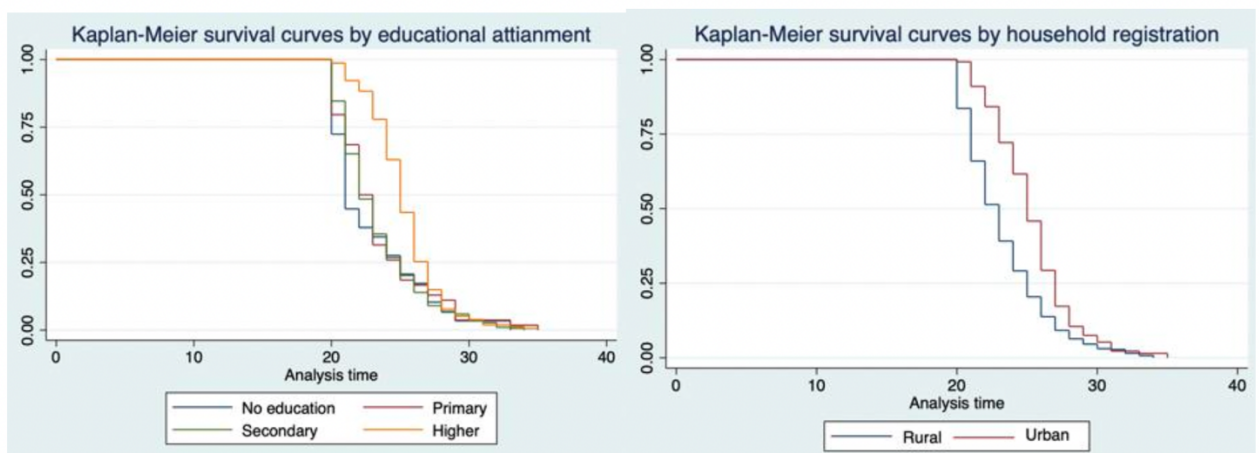 Kaplan-Meier survival curves by educational attianment
1.00
0.75
0.50
0.25
0.00
0 10 20 30 40
Analysis time
No education Primary
Secondary Higher
Kaplan-Meier survival curves by household registration
1.00
0.75
0.50
0.25
0.00
0 10 20 30 40
Analysis time
Rural Urban